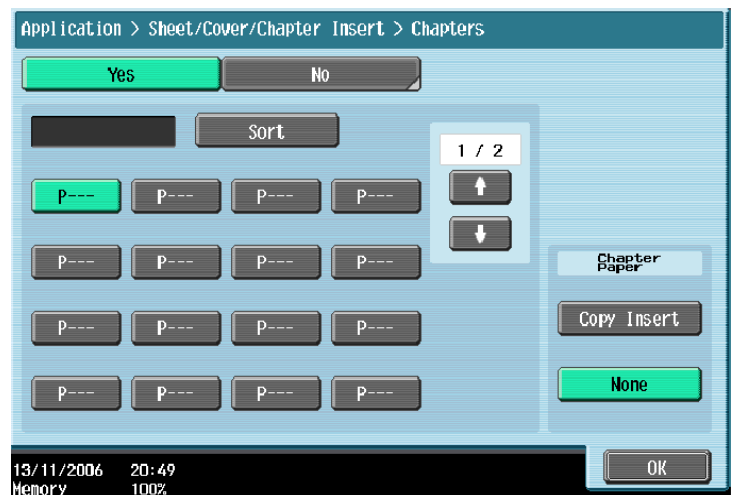 Application > Sheet/Cover/Chapter Insert > Chapters
Yes No
Sort
1 / 2
P--- P--- P--- P---
P--- P--- P--- P---
Chapter
Paper
P--- P--- P--- P---
Copy Insert
P--- P--- P--- P---
None
OK
13/11/2006 20:49
Memory 100%